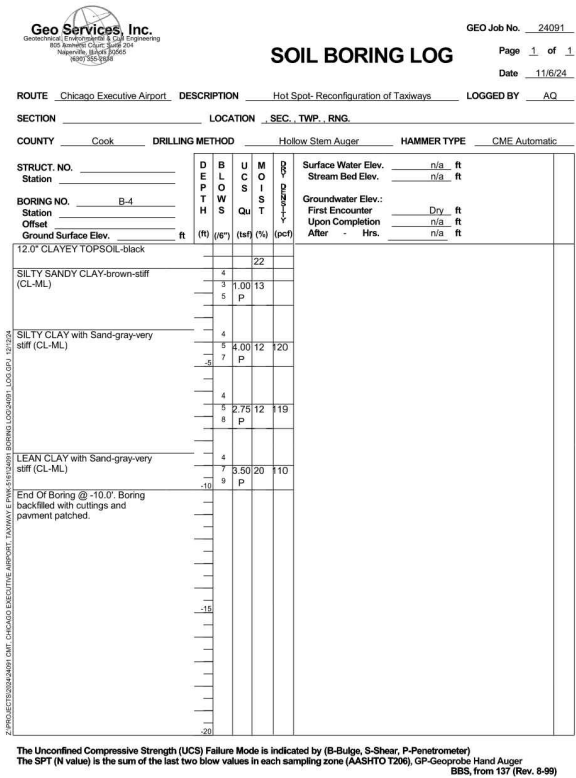 Geo Services, Inc.
Geotechnical, Environmental & Civil Engineering
805 Amherst Court, Suite 204
Naperville, Illinois 60565
(630) 355-2838
GEO Job No. 24091
Page 1 of 1
SOIL BORING LOG
Date 11/6/24
ROUTE Chicago Executive Airport DESCRIPTION Hot Spot- Reconfiguration of Taxiways LOGGED BY AQ
SECTION LOCATION , SEC. , TWP. , RNG.
COUNTY Cook DRILLING METHOD Hollow Stem Auger HAMMER TYPE CME Automatic
STRUCT. NO.
Station
BORING NO. B-4
Station
Offset
Ground Surface Elev. ft
DEPTH (ft)
BLOWS (/6")
UCS Qu (tsf)
MOIST (%)
DRY DENSITY (pcf)
Surface Water Elev. n/a ft
Stream Bed Elev. n/a ft
Groundwater Elev.:
First Encounter Dry ft
Upon Completion n/a ft
After - Hrs. n/a ft
12.0" CLAYEY TOPSOIL-black
22
SILTY SANDY CLAY-brown-stiff 4
(CL-ML) 3 1.00 13
5 P
SILTY CLAY with Sand-gray-very 4
stiff (CL-ML) 5 4.00 12 120
-5 7 P
4
5 2.75 12 119
8 P
LEAN CLAY with Sand-gray-very 4
stiff (CL-ML) 7 3.50 20 110
-10 9 P
End Of Boring @ -10.0'. Boring
backfilled with cuttings and
pavment patched.
-15
-20
Z:\PROJECTS\2024\24091 CMT, CHICAGO EXECUTIVE AIRPORT, TAXIWAY E PWK-5161\24091 BORING LOG\24091_LOG.GPJ 12/12/24
The Unconfined Compressive Strength (UCS) Failure Mode is indicated by (B-Bulge, S-Shear, P-Penetrometer)
The SPT (N value) is the sum of the last two blow values in each sampling zone (AASHTO T206), GP-Geoprobe Hand Auger
BBS, from 137 (Rev. 8-99)